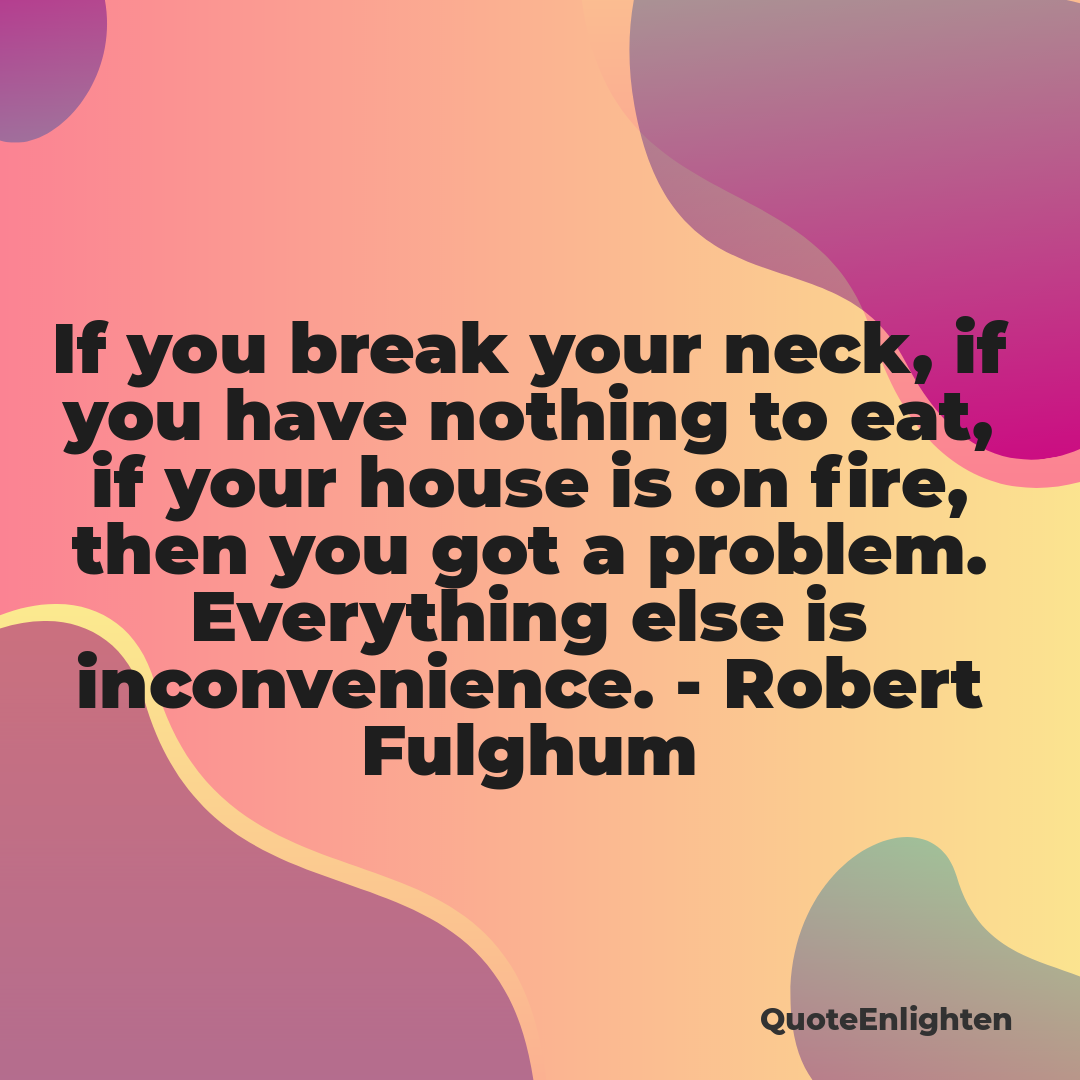 If you break your neck, if
you have nothing to eat,
if your house is on fire,
then you got a problem.
Everything else is
inconvenience. - Robert
Fulghum
QuoteEnlighten